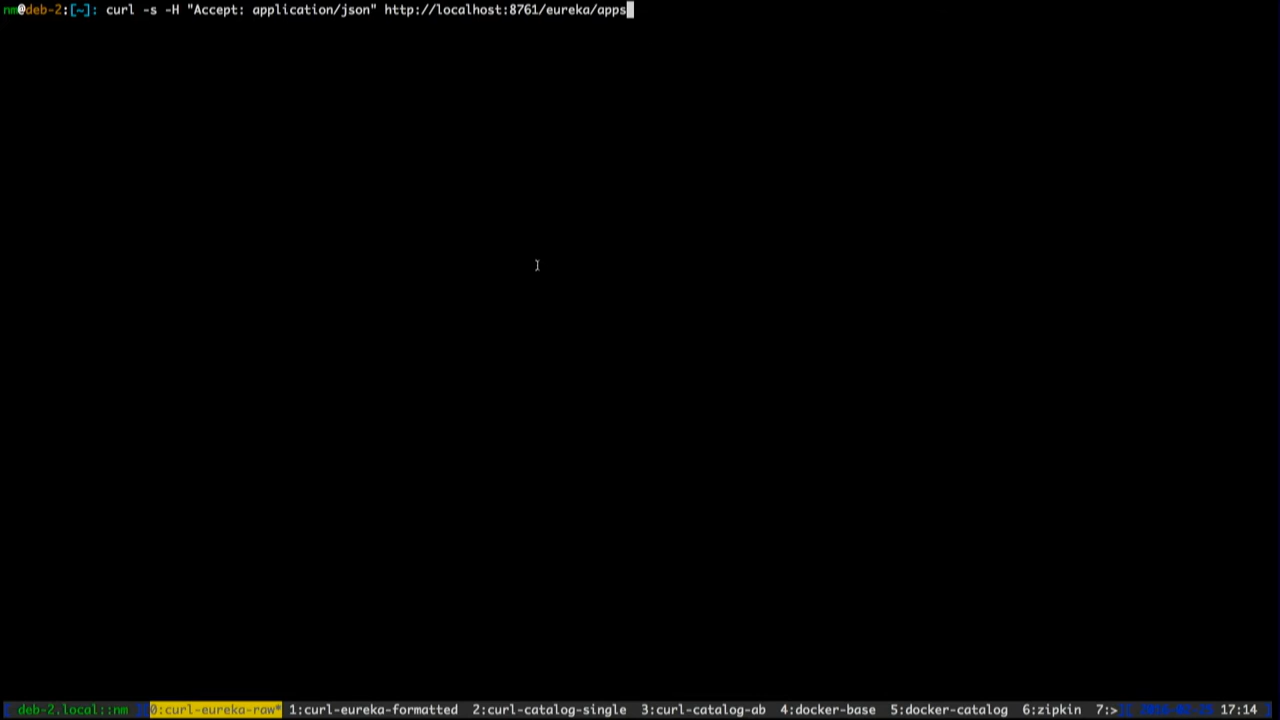 nm@deb-2:[~]: curl -s -H "Accept: application/json" http://localhost:8761/eureka/apps
[ deb-2.local::nm ][ 0:curl-eureka-raw* 1:curl-eureka-formatted 2:curl-catalog-single 3:curl-catalog-ab 4:docker-base 5:docker-catalog 6:zipkin 7:> ][ 17:14 ]